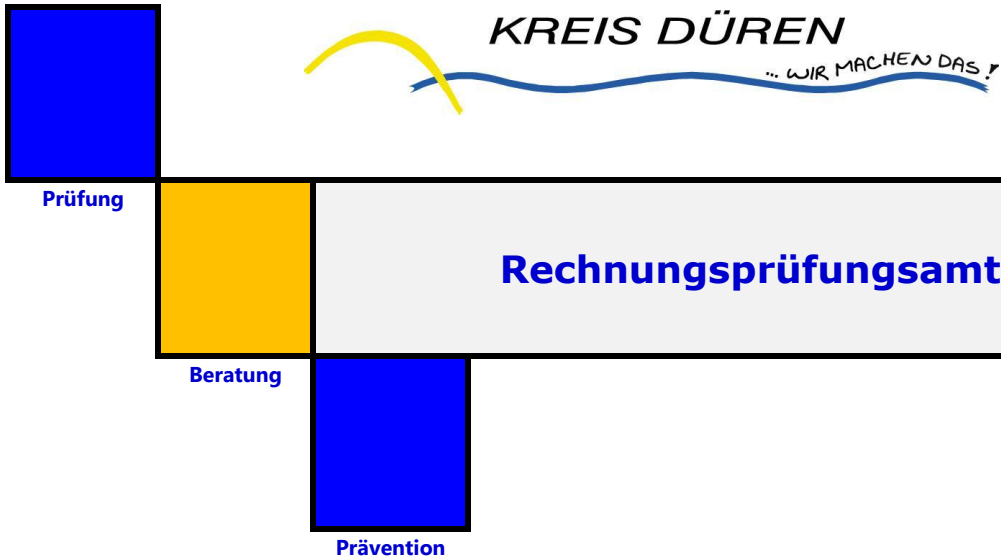 KREIS DÜREN
... WIR MACHEN DAS!
Prüfung
Rechnungsprüfungsamt
Beratung
Prävention